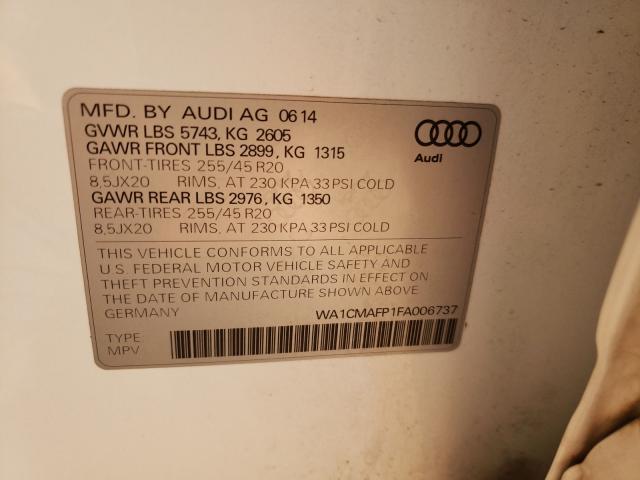 MFD. BY AUDI AG 0614
GVWR LBS 5743, KG 2605
GAWR FRONT LBS 2899, KG 1315
FRONT-TIRES 255/45 R20
8,5JX20 RIMS, AT 230 KPA 33 PSI COLD
GAWR REAR LBS 2976, KG 1350
REAR-TIRES 255/45 R20
8,5JX20 RIMS, AT 230 KPA 33 PSI COLD
Audi
THIS VEHICLE CONFORMS TO ALL APPLICABLE
U.S. FEDERAL MOTOR VEHICLE SAFETY AND
THEFT PREVENTION STANDARDS IN EFFECT ON
THE DATE OF MANUFACTURE SHOWN ABOVE
GERMANY WA1CMAFP1FA006737
TYPE
MPV